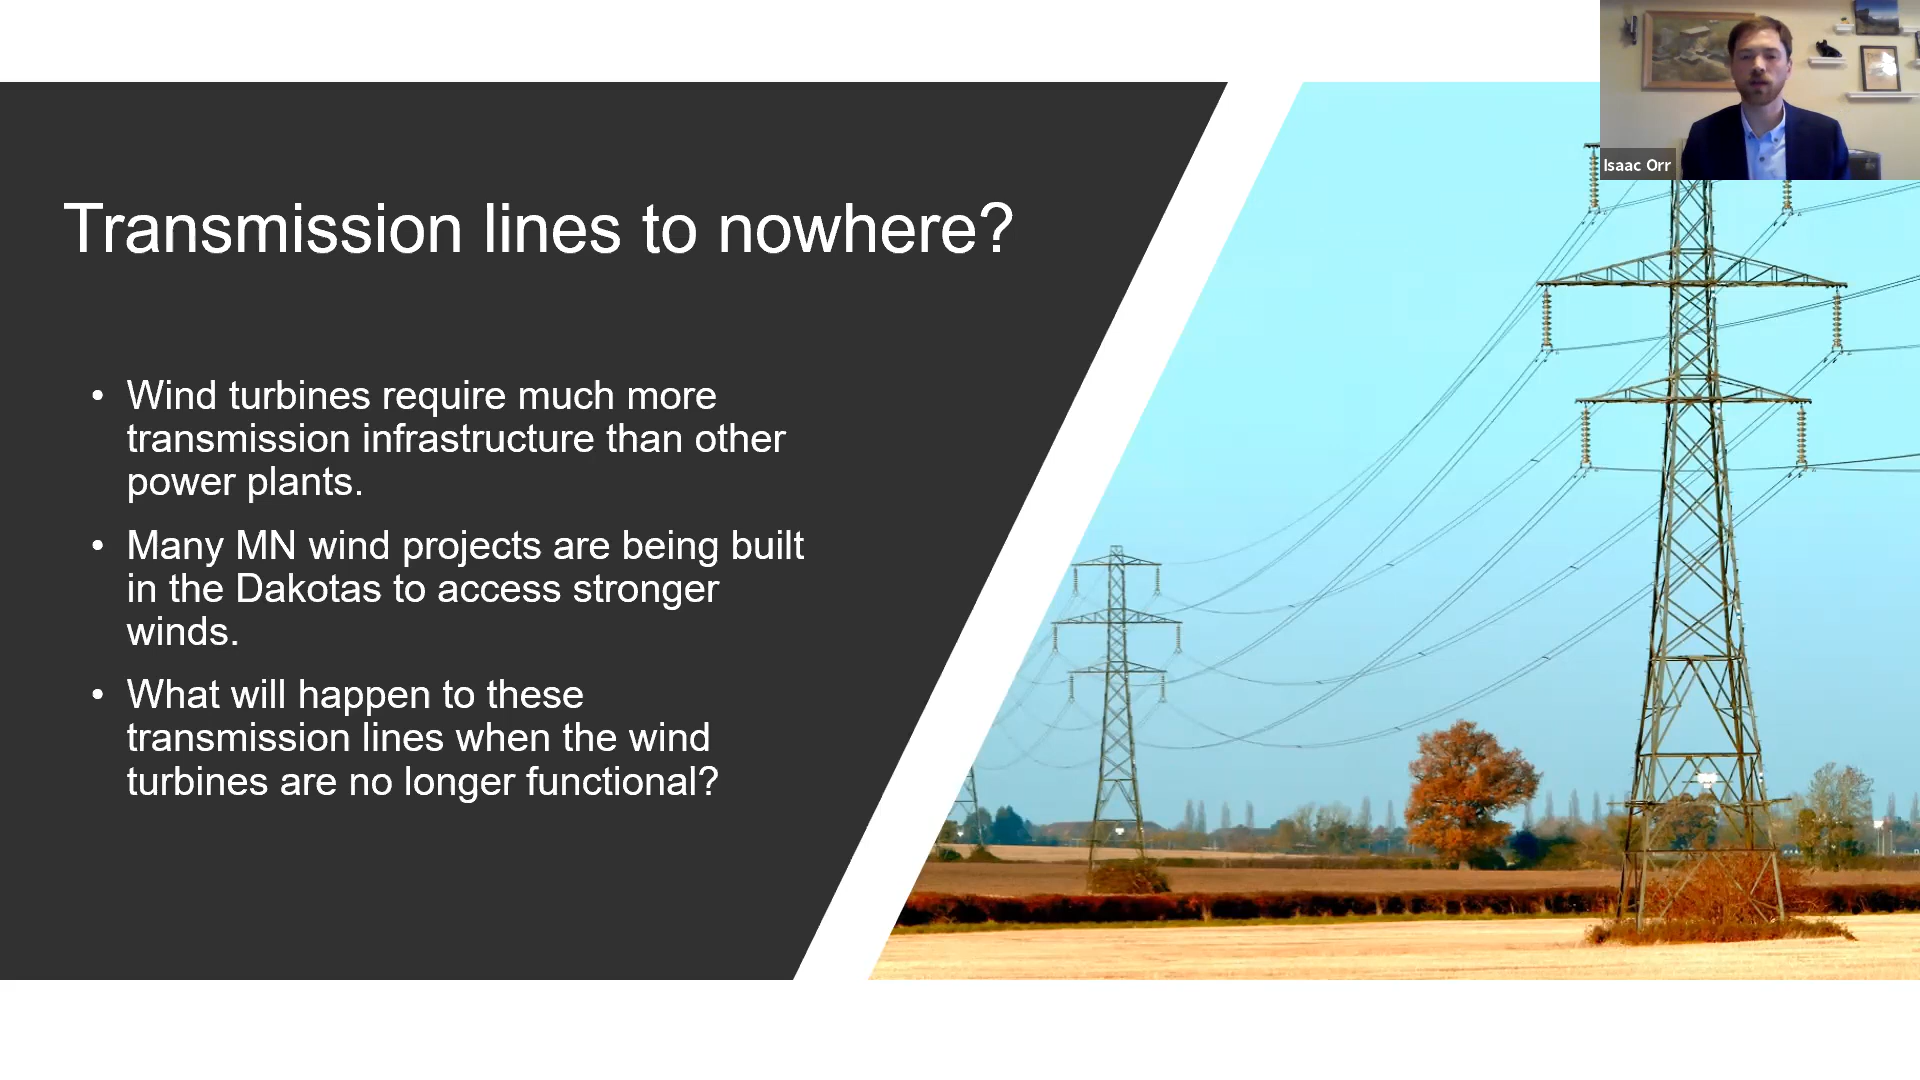 Isaac Orr
Transmission lines to nowhere?
• Wind turbines require much more
transmission infrastructure than other
power plants.
• Many MN wind projects are being built
in the Dakotas to access stronger
winds.
• What will happen to these
transmission lines when the wind
turbines are no longer functional?